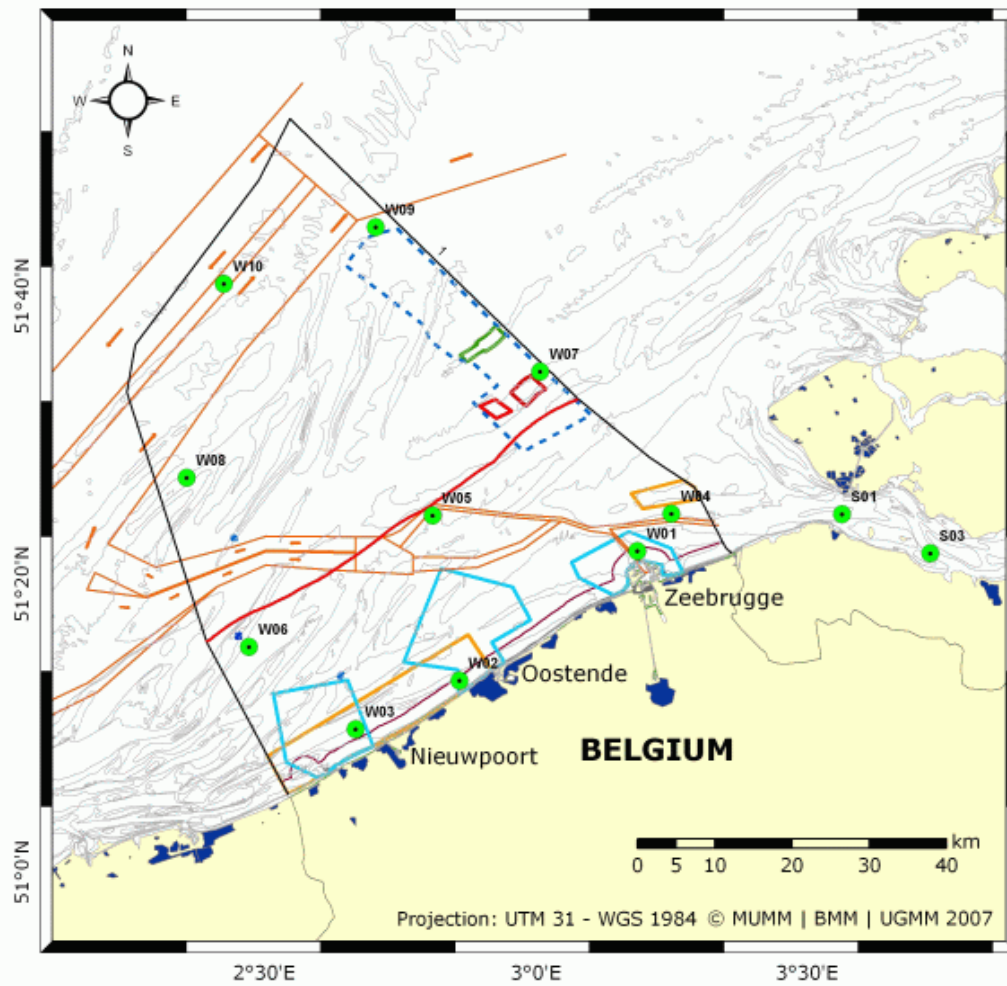 N
W E
S
W09
1
W10
W07
W08
W05
W04
W01
S01
S03
Zeebrugge
W06
W02
Oostende
W03
Nieuwpoort
BELGIUM
km
0 5 10 20 30 40
Projection: UTM 31 - WGS 1984 © MUMM | BMM | UGMM 2007
51°40'N
51°20'N
51°0'N
2°30'E 3°0'E 3°30'E